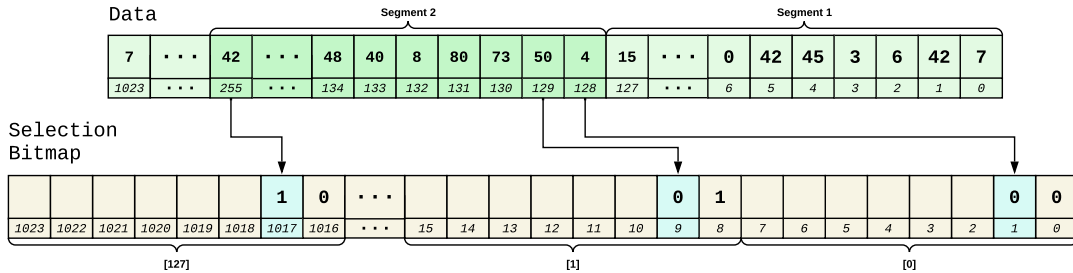 Data
Segment 2
Segment 1
7 ··· 42 ··· 48 40 8 80 73 50 4 15 ··· 0 42 45 3 6 42 7
1023 ··· 255 ··· 134 133 132 131 130 129 128 127 ··· 6 5 4 3 2 1 0
Selection
Bitmap
1 0 ··· 0 1 0 0
1023 1022 1021 1020 1019 1018 1017 1016 ··· 15 14 13 12 11 10 9 8 7 6 5 4 3 2 1 0
[127]
[1]
[0]